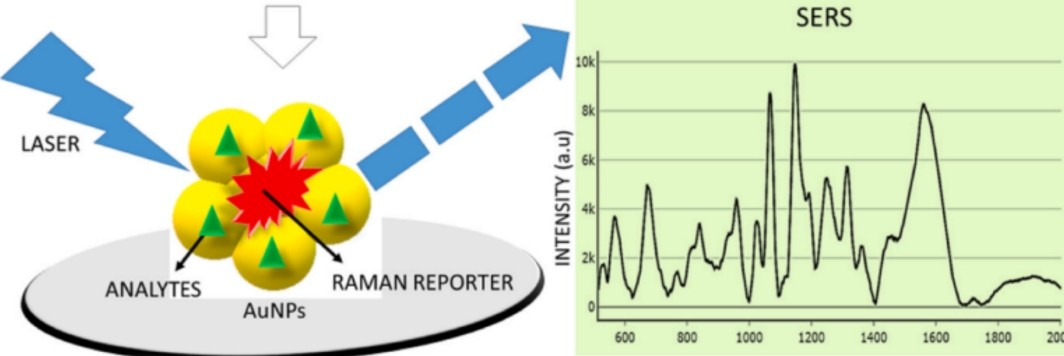 LASER
ANALYTES
RAMAN REPORTER
AuNPs
SERS
INTENSITY (a.u)
10k
8k
6k
4k
2k
0
600 800 1000 1200 1400 1600 1800